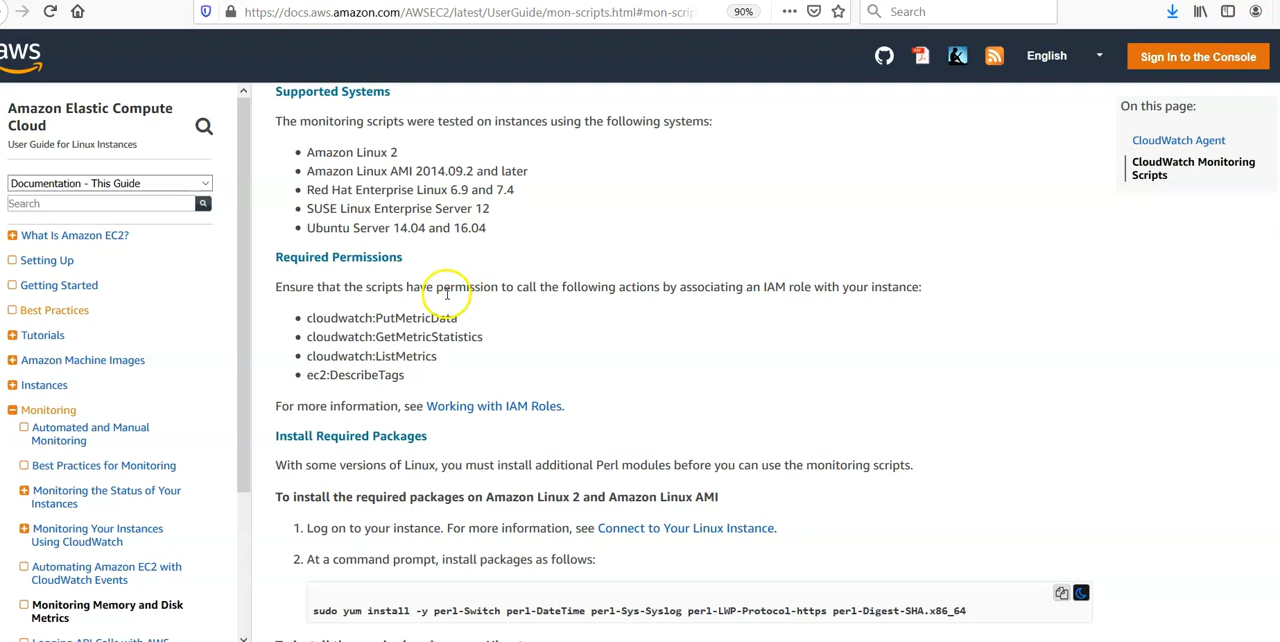 https://docs.aws.amazon.com/AWSEC2/latest/UserGuide/mon-scripts.html#mon-scrip
90%
Search
aws
English
Sign In to the Console
Amazon Elastic Compute
Cloud
User Guide for Linux Instances
Documentation - This Guide
Search
What Is Amazon EC2?
Setting Up
Getting Started
Best Practices
Tutorials
Amazon Machine Images
Instances
Monitoring
Automated and Manual
Monitoring
Best Practices for Monitoring
Monitoring the Status of Your
Instances
Monitoring Your Instances
Using CloudWatch
Automating Amazon EC2 with
CloudWatch Events
Monitoring Memory and Disk
Metrics
Logging API Calls with AWS
Supported Systems
The monitoring scripts were tested on instances using the following systems:
• Amazon Linux 2
• Amazon Linux AMI 2014.09.2 and later
• Red Hat Enterprise Linux 6.9 and 7.4
• SUSE Linux Enterprise Server 12
• Ubuntu Server 14.04 and 16.04
Required Permissions
Ensure that the scripts have permission to call the following actions by associating an IAM role with your instance:
• cloudwatch:PutMetricData
• cloudwatch:GetMetricStatistics
• cloudwatch:ListMetrics
• ec2:DescribeTags
For more information, see Working with IAM Roles.
Install Required Packages
With some versions of Linux, you must install additional Perl modules before you can use the monitoring scripts.
To install the required packages on Amazon Linux 2 and Amazon Linux AMI
1. Log on to your instance. For more information, see Connect to Your Linux Instance.
2. At a command prompt, install packages as follows:
sudo yum install -y perl-Switch perl-DateTime perl-Sys-Syslog perl-LWP-Protocol-https perl-Digest-SHA.x86_64
On this page:
CloudWatch Agent
CloudWatch Monitoring
Scripts